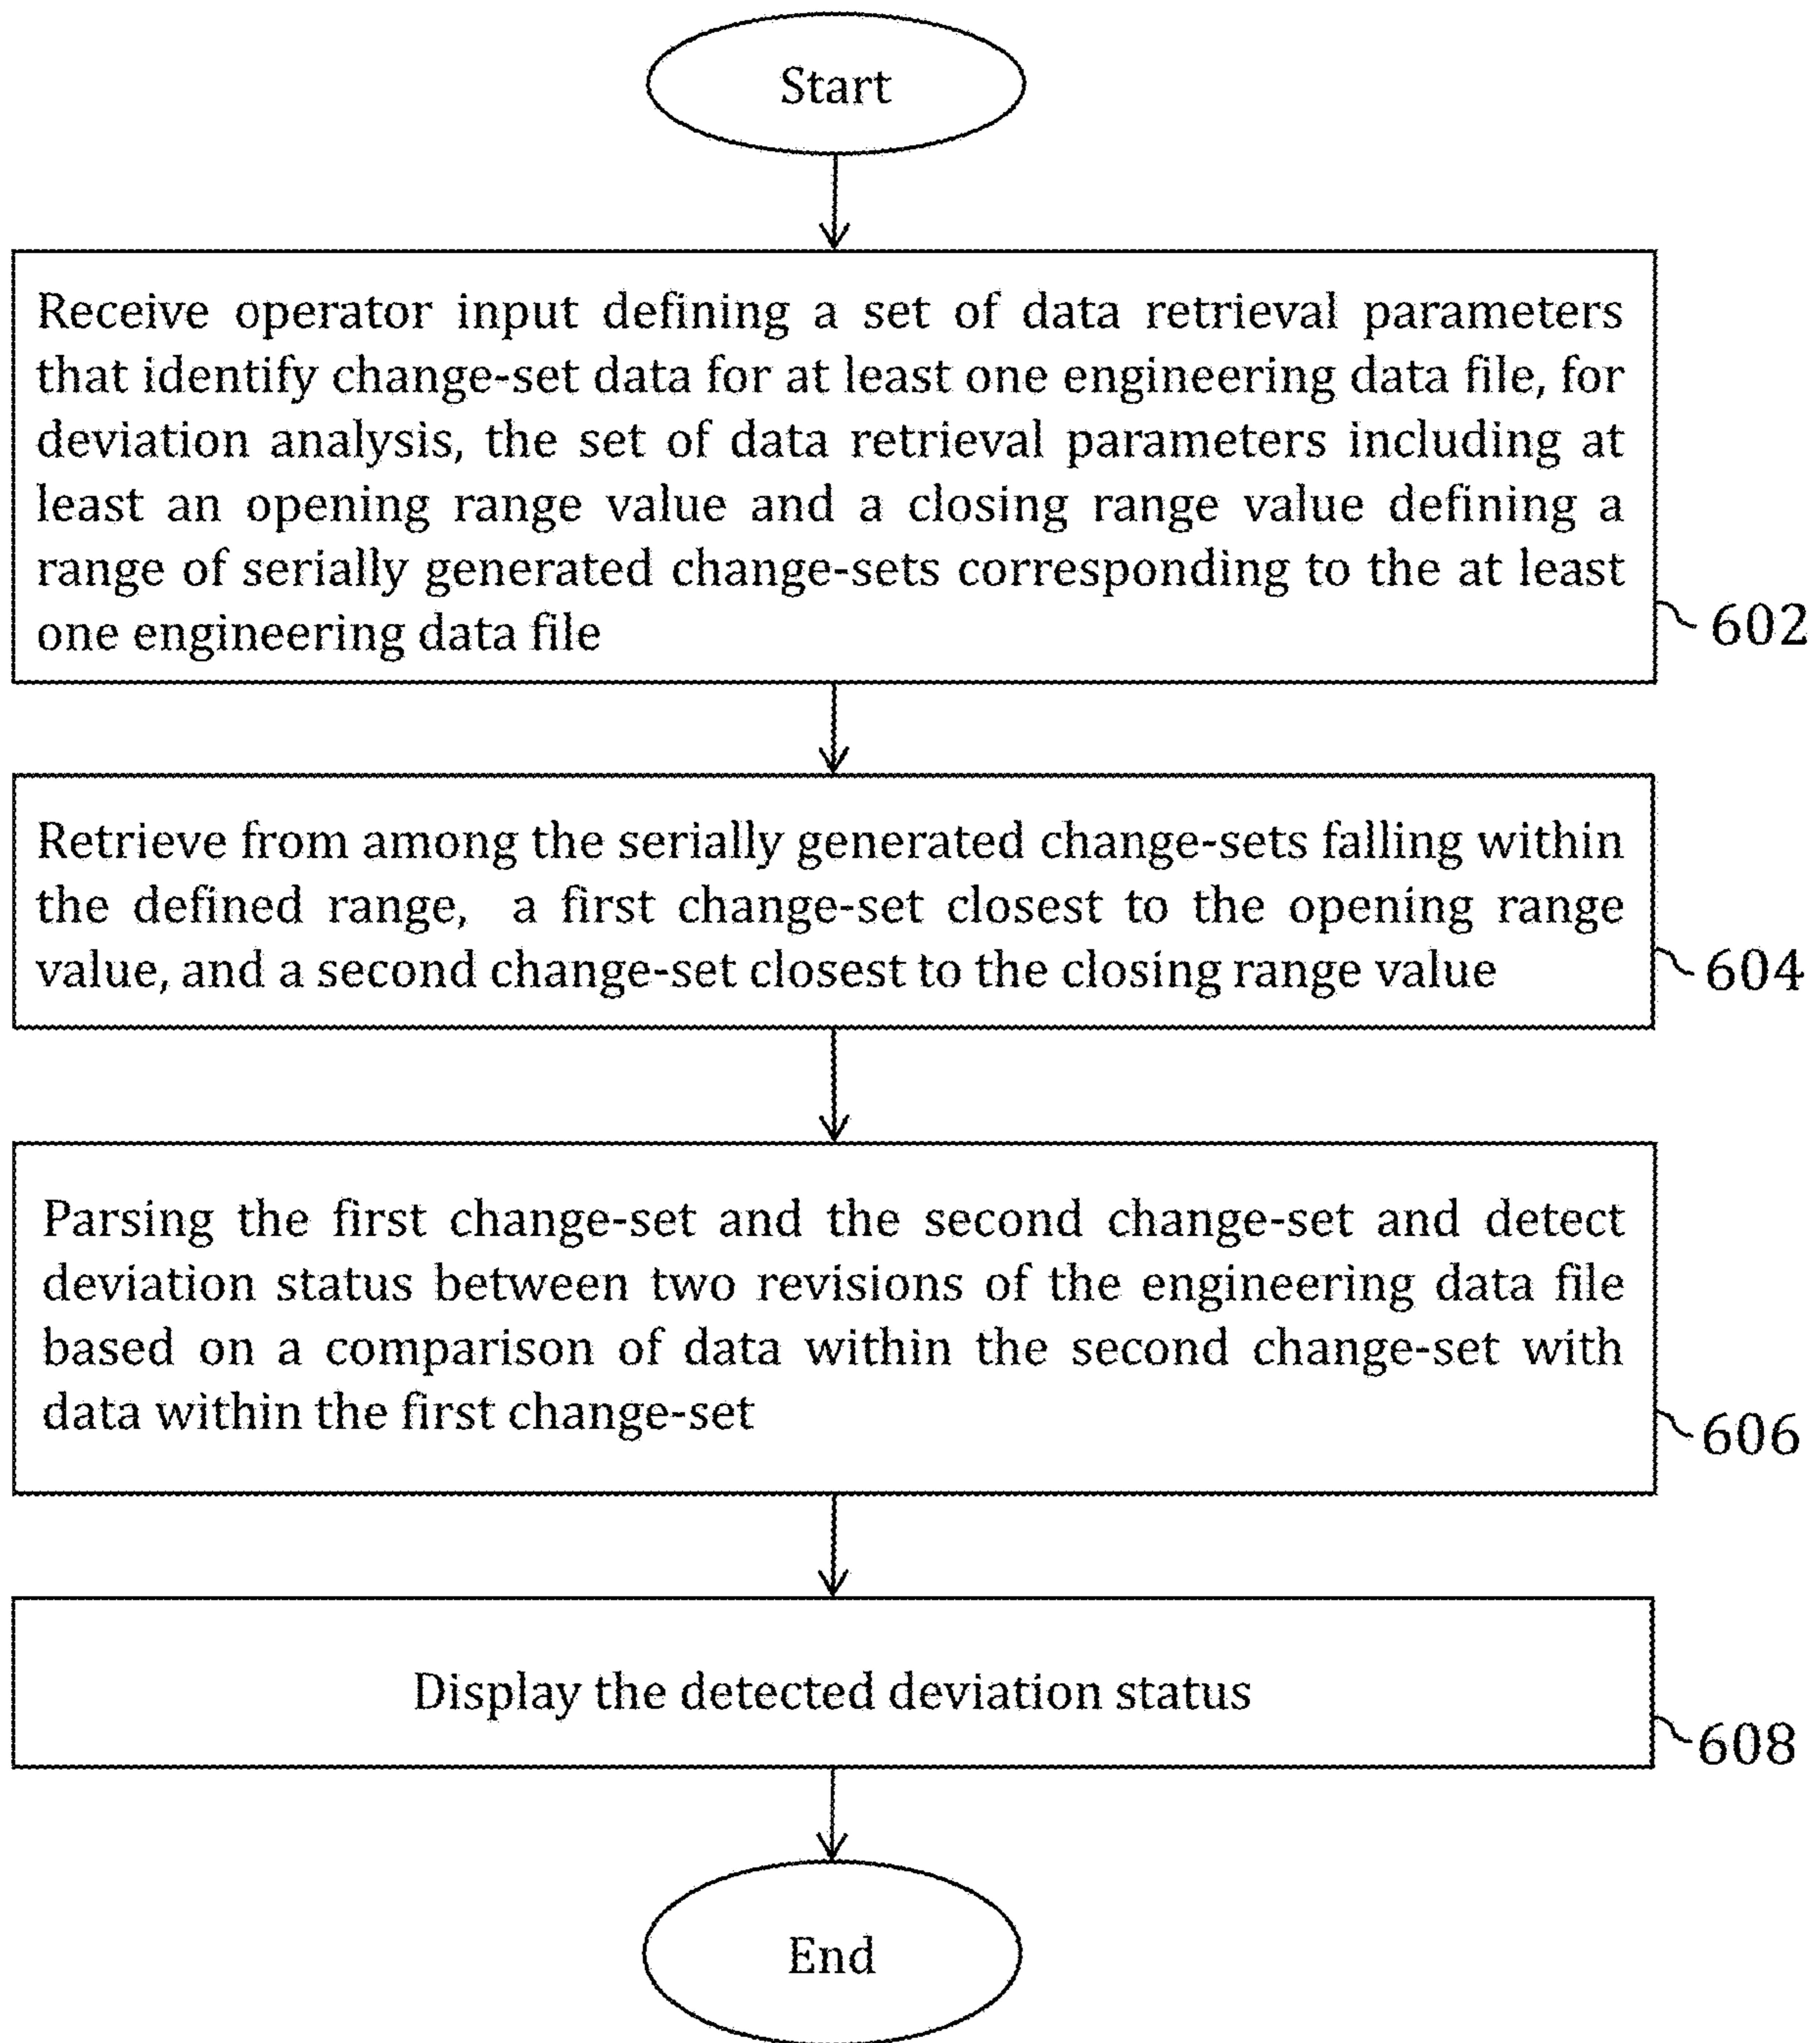 Start
Receive operator input defining a set of data retrieval parameters
that identify change-set data for at least one engineering data file, for
deviation analysis, the set of data retrieval parameters including at
least an opening range value and a closing range value defining a
range of serially generated change-sets corresponding to the at least
one engineering data file
602
Retrieve from among the serially generated change-sets falling within
the defined range, a first change-set closest to the opening range
value, and a second change-set closest to the closing range value
604
Parsing the first change-set and the second change-set and detect
deviation status between two revisions of the engineering data file
based on a comparison of data within the second change-set with
data within the first change-set
606
Display the detected deviation status
608
End